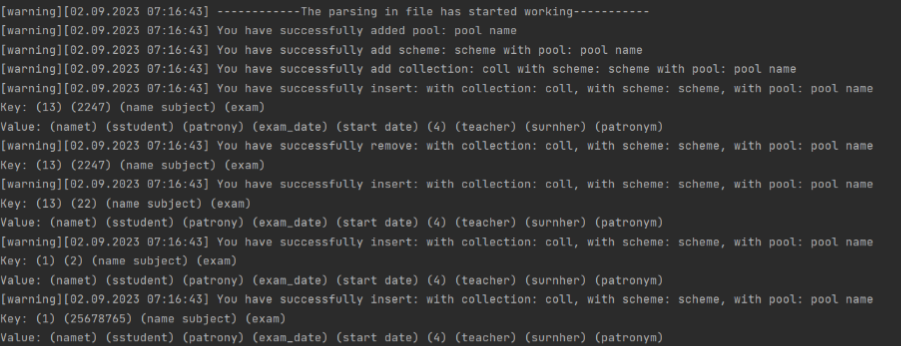 [warning][02.09.2023 07:16:43] ------------The parsing in file has started working-----------
[warning][02.09.2023 07:16:43] You have successfully added pool: pool name
[warning][02.09.2023 07:16:43] You have successfully add scheme: scheme with pool: pool name
[warning][02.09.2023 07:16:43] You have successfully add collection: coll with scheme: scheme with pool: pool name
[warning][02.09.2023 07:16:43] You have successfully insert: with collection: coll, with scheme: scheme, with pool: pool name
Key: (13) (2247) (name subject) (exam)
Value: (namet) (sstudent) (patrony) (exam_date) (start date) (4) (teacher) (surnher) (patronym)
[warning][02.09.2023 07:16:43] You have successfully remove: with collection: coll, with scheme: scheme, with pool: pool name
Key: (13) (2247) (name subject) (exam)
[warning][02.09.2023 07:16:43] You have successfully insert: with collection: coll, with scheme: scheme, with pool: pool name
Key: (13) (22) (name subject) (exam)
Value: (namet) (sstudent) (patrony) (exam_date) (start date) (4) (teacher) (surnher) (patronym)
[warning][02.09.2023 07:16:43] You have successfully insert: with collection: coll, with scheme: scheme, with pool: pool name
Key: (1) (2) (name subject) (exam)
Value: (namet) (sstudent) (patrony) (exam_date) (start date) (4) (teacher) (surnher) (patronym)
[warning][02.09.2023 07:16:43] You have successfully insert: with collection: coll, with scheme: scheme, with pool: pool name
Key: (1) (25678765) (name subject) (exam)
Value: (namet) (sstudent) (patrony) (exam_date) (start date) (4) (teacher) (surnher) (patronym)